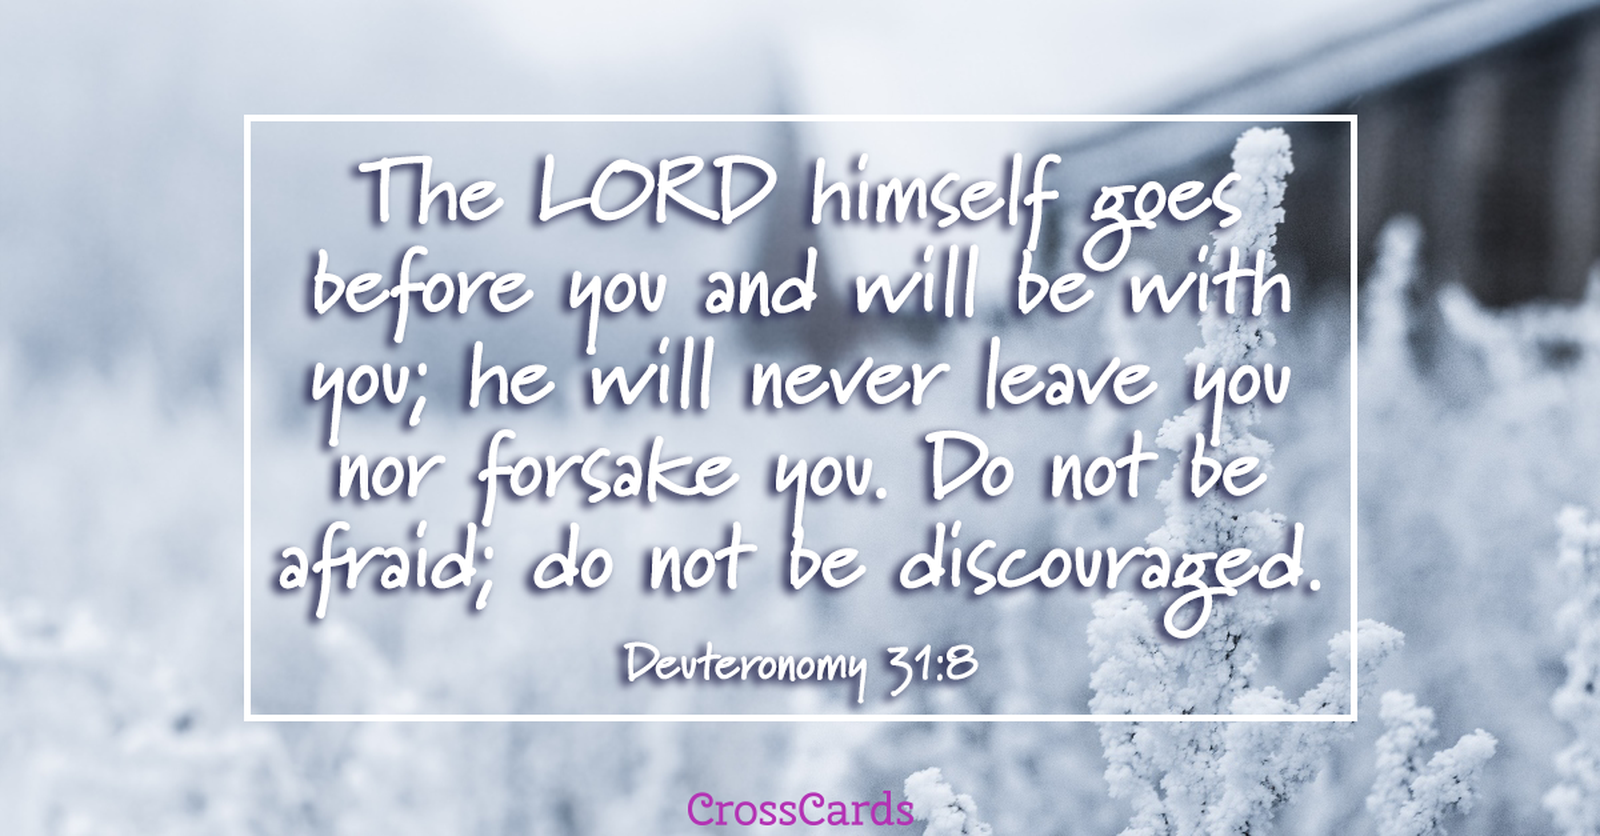 The LORD himself goes
before you and will be with
you; he will never leave you
nor forsake you. Do not be
afraid; do not be discouraged.
Deuteronomy 31:8
CrossCards